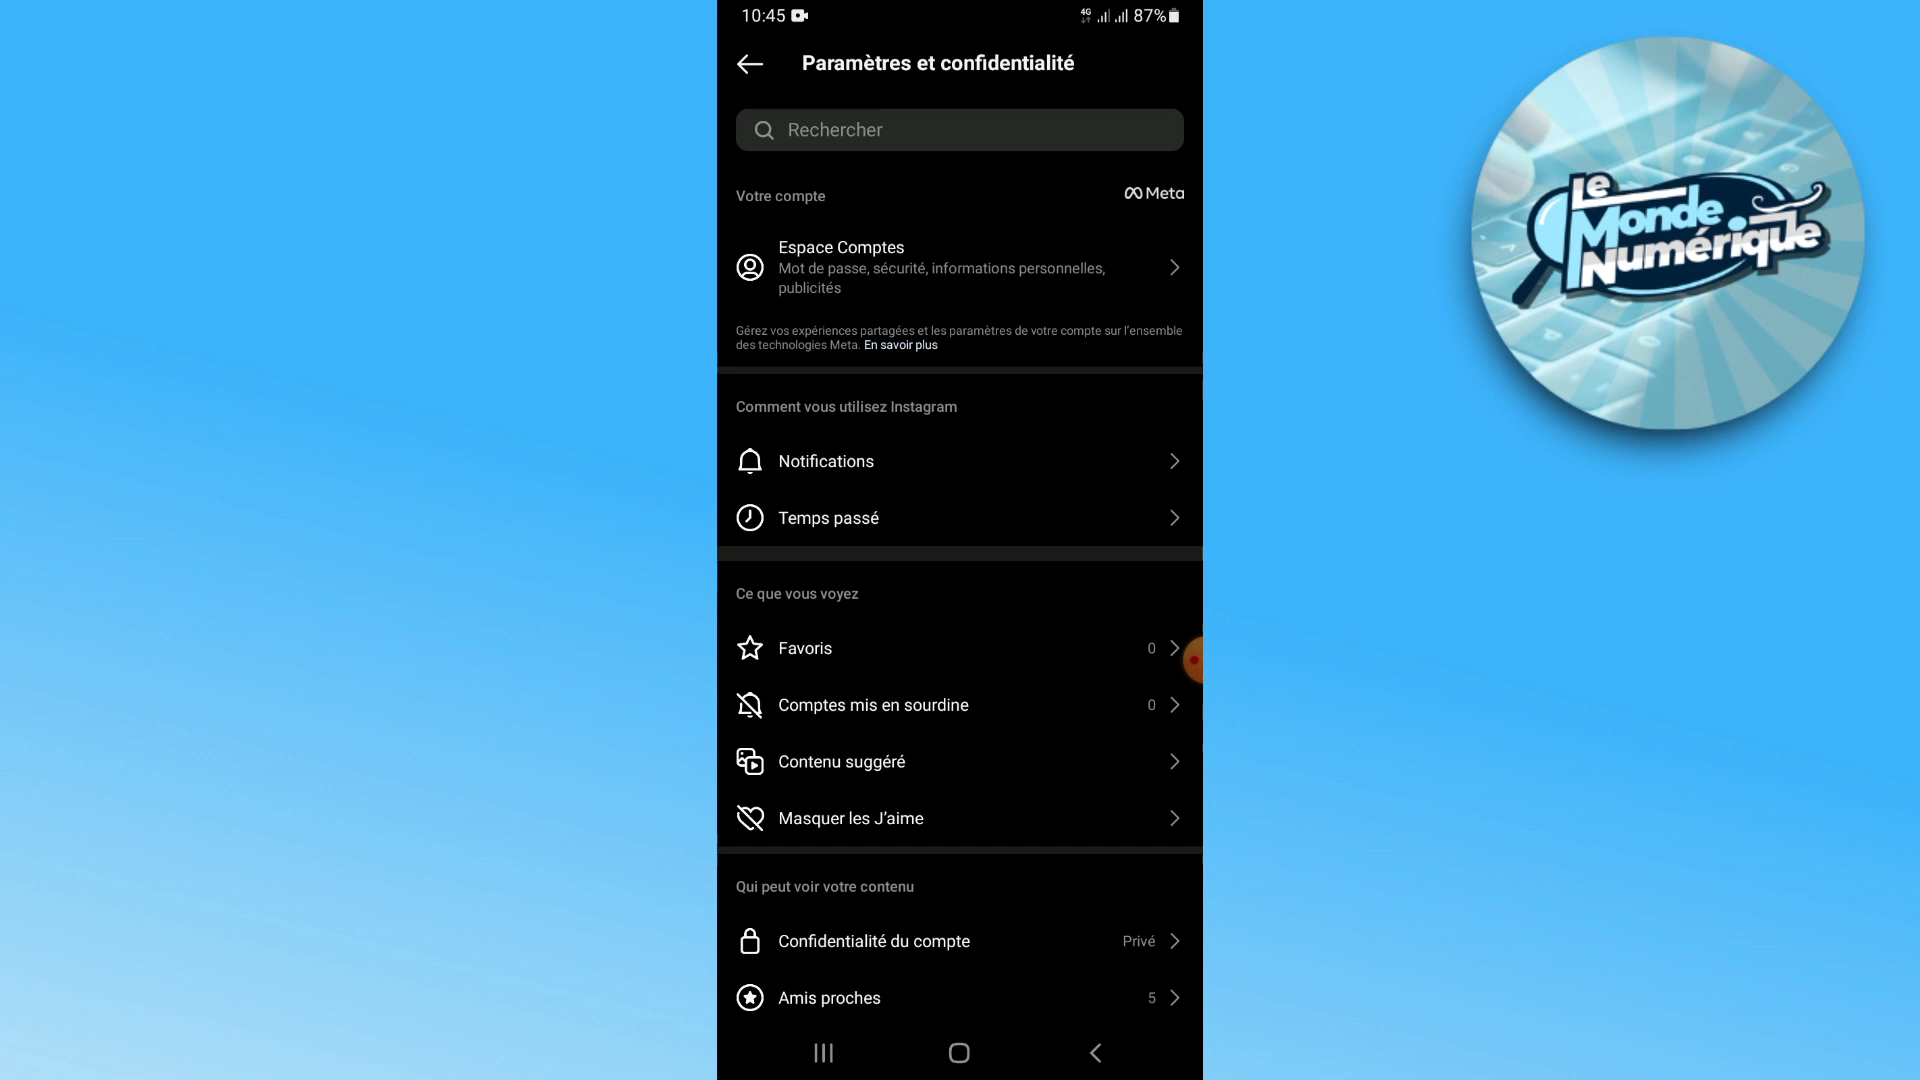 10:45
4G
87%
Paramètres et confidentialité
Rechercher
Votre compte
Meta
Espace Comptes
Mot de passe, sécurité, informations personnelles,
publicités
Gérez vos expériences partagées et les paramètres de votre compte sur l’ensemble
des technologies Meta. En savoir plus
Comment vous utilisez Instagram
Notifications
Temps passé
Ce que vous voyez
Favoris 0
Comptes mis en sourdine 0
Contenu suggéré
Masquer les J’aime
Qui peut voir votre contenu
Confidentialité du compte Privé
Amis proches 5
Le
Monde
Numérique